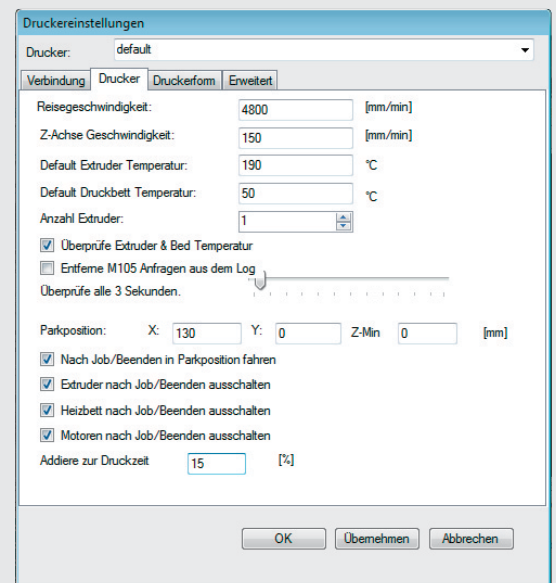 Druckereinstellungen
Drucker: default
Verbindung Drucker Druckerform Erweitert
Reisegeschwindigkeit: 4800 [mm/min]
Z-Achse Geschwindigkeit: 150 [mm/min]
Default Extruder Temperatur: 190 °C
Default Druckbett Temperatur: 50 °C
Anzahl Extruder: 1
Überprüfe Extruder & Bed Temperatur
Entferne M105 Anfragen aus dem Log
Überprüfe alle 3 Sekunden.
Parkposition: X: 130 Y: 0 Z-Min 0 [mm]
Nach Job/Beenden in Parkposition fahren
Extruder nach Job/Beenden ausschalten
Heizbett nach Job/Beenden ausschalten
Motoren nach Job/Beenden ausschalten
Addiere zur Druckzeit 15 [%]
OK Übernehmen Abbrechen